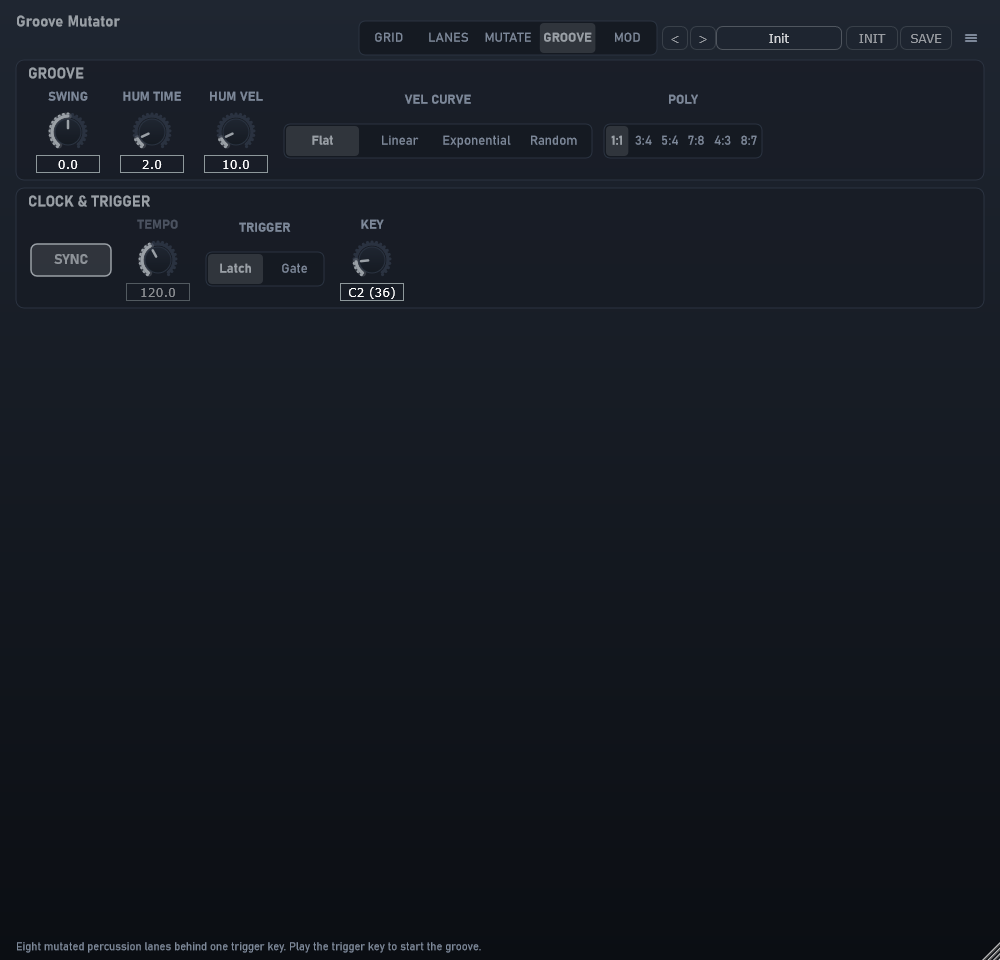 Groove Mutator
GRID LANES MUTATE GROOVE MOD < > Init INIT SAVE
GROOVE
SWING HUM TIME HUM VEL VEL CURVE POLY
Flat Linear Exponential Random 1:1 3:4 5:4 7:8 4:3 8:7
0.0 2.0 10.0
CLOCK & TRIGGER
TEMPO TRIGGER KEY
SYNC Latch Gate
120.0 C2 (36)
Eight mutated percussion lanes behind one trigger key. Play the trigger key to start the groove.